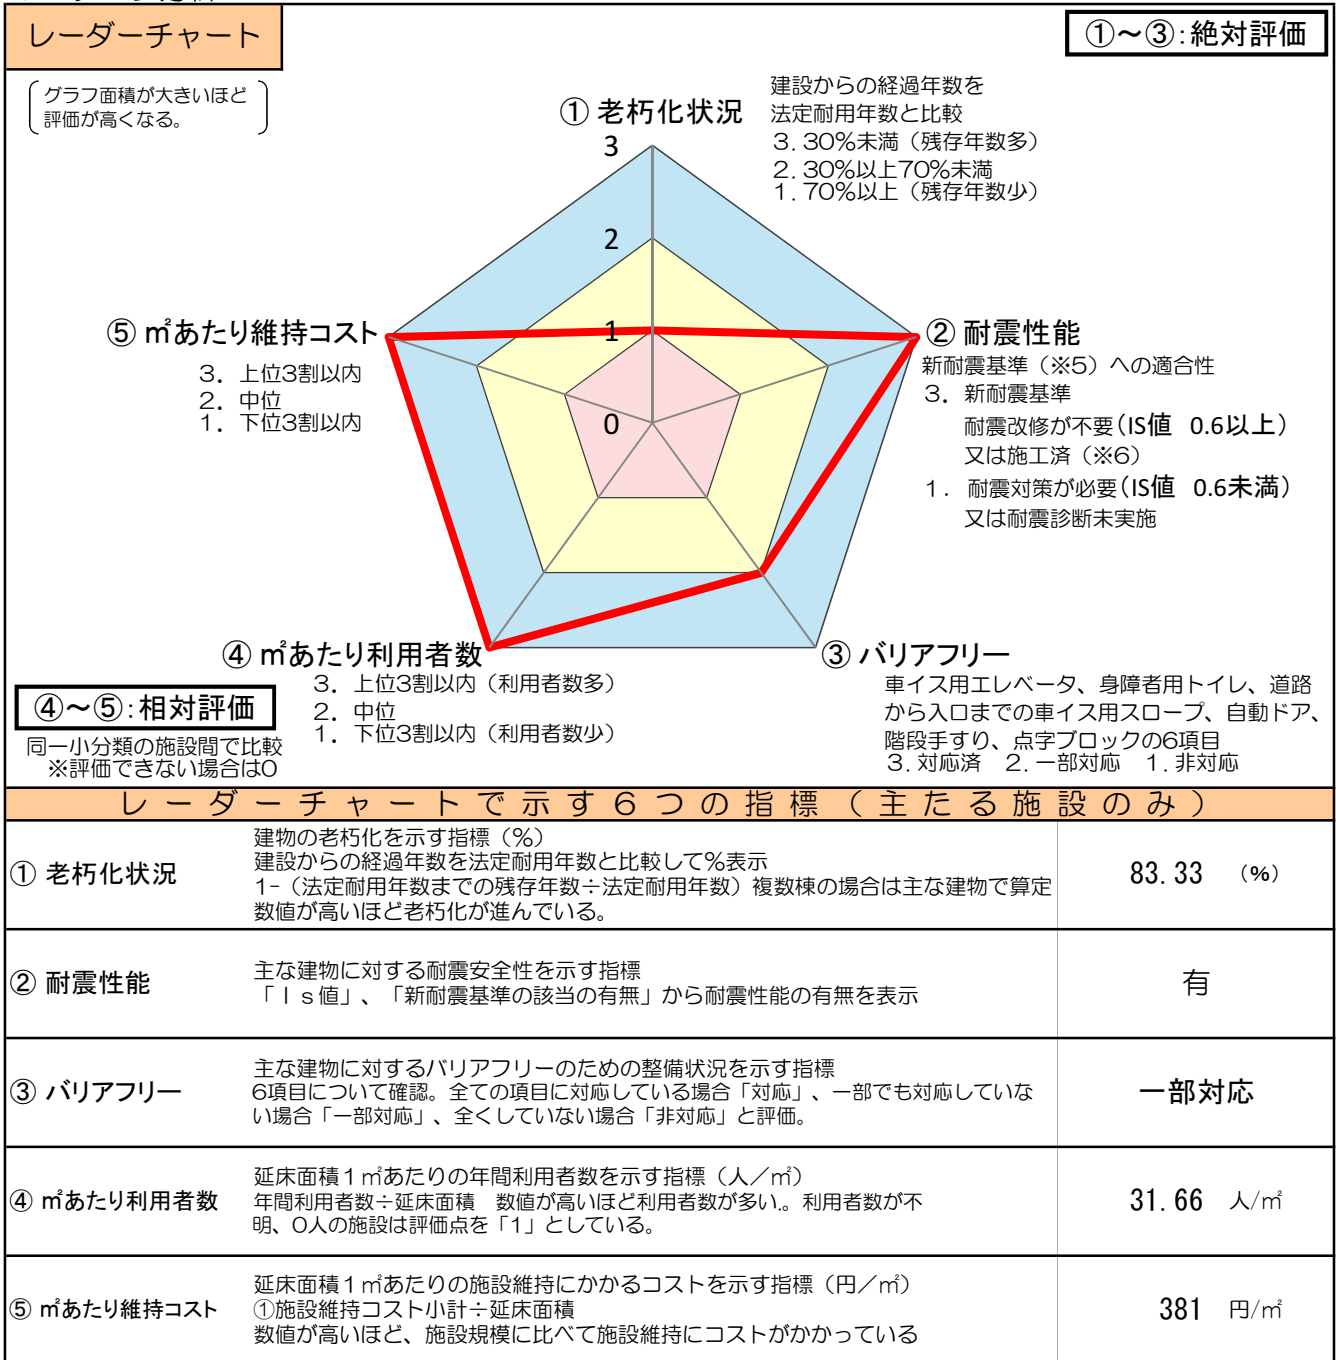 レーダーチャート
①～③:絶対評価
グラフ面積が大きいほど
評価が高くなる。
① 老朽化状況
建設からの経過年数を
法定耐用年数と比較
3.30%未満（残存年数多）
2.30%以上70%未満
1.70%以上（残存年数少）
3
2
1
0
⑤ ㎡あたり維持コスト
3. 上位3割以内
2. 中位
1. 下位3割以内
② 耐震性能
新耐震基準（※5）への適合性
3. 新耐震基準
耐震改修が不要(IS値 0.6以上)
又は施工済（※6）
1. 耐震対策が必要(IS値 0.6未満)
又は耐震診断未実施
④ ㎡あたり利用者数
3. 上位3割以内（利用者数多）
2. 中位
1. 下位3割以内（利用者数少）
③ バリアフリー
車イス用エレベータ、身障者用トイレ、道路
から入口までの車イス用スロープ、自動ドア、
階段手すり、点字ブロックの6項目
3.対応済 2.一部対応 1.非対応
④～⑤:相対評価
同一小分類の施設間で比較
※評価できない場合は0
レーダーチャートで示す６つの指標（主たる施設のみ）
① 老朽化状況
建物の老朽化を示す指標（%）
建設からの経過年数を法定耐用年数と比較して%表示
1-（法定耐用年数までの残存年数÷法定耐用年数）複数棟の場合は主な建物で算定
数値が高いほど老朽化が進んでいる。
83.33 （%）
② 耐震性能
主な建物に対する耐震安全性を示す指標
「Ｉｓ値」、「新耐震基準の該当の有無」から耐震性能の有無を表示
有
③ バリアフリー
主な建物に対するバリアフリーのための整備状況を示す指標
6項目について確認。全ての項目に対応している場合「対応」、一部でも対応していな
い場合「一部対応」、全くしていない場合「非対応」と評価。
一部対応
④ ㎡あたり利用者数
延床面積１㎡あたりの年間利用者数を示す指標（人／㎡）
年間利用者数÷延床面積 数値が高いほど利用者数が多い。利用者数が不
明、0人の施設は評価点を「1」としている。
31.66 人/㎡
⑤ ㎡あたり維持コスト
延床面積１㎡あたりの施設維持にかかるコストを示す指標（円／㎡）
①施設維持コスト小計÷延床面積
数値が高いほど、施設規模に比べて施設維持にコストがかかっている
381 円/㎡